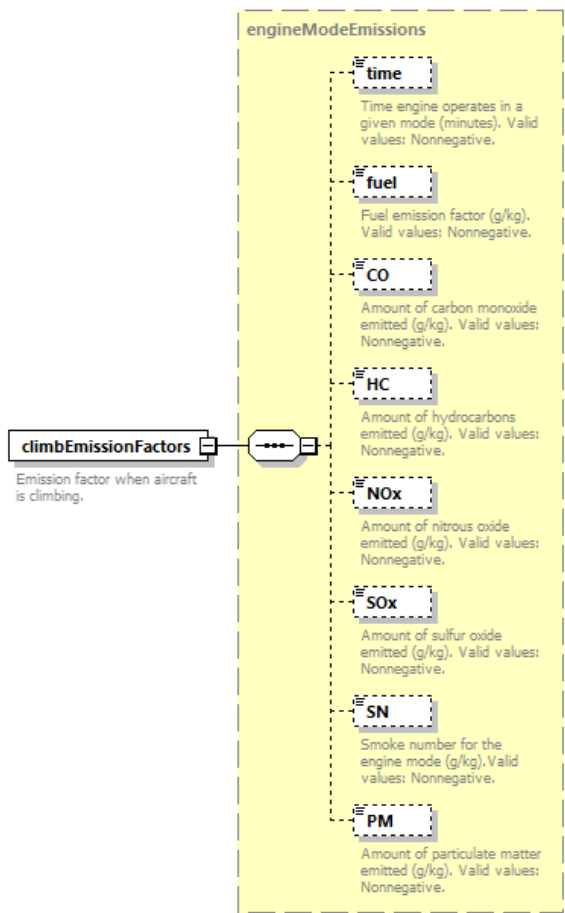 engineModeEmissions
time
Time engine operates in a
given mode (minutes). Valid
values: Nonnegative.
fuel
Fuel emission factor (g/kg).
Valid values: Nonnegative.
CO
Amount of carbon monoxide
emitted (g/kg). Valid values:
Nonnegative.
HC
Amount of hydrocarbons
emitted (g/kg). Valid values:
Nonnegative.
climbEmissionFactors
Emission factor when aircraft
is climbing.
NOx
Amount of nitrous oxide
emitted (g/kg). Valid values:
Nonnegative.
SOx
Amount of sulfur oxide
emitted (g/kg). Valid values:
Nonnegative.
SN
Smoke number for the
engine mode (g/kg).Valid
values: Nonnegative.
PM
Amount of particulate matter
emitted (g/kg). Valid values:
Nonnegative.